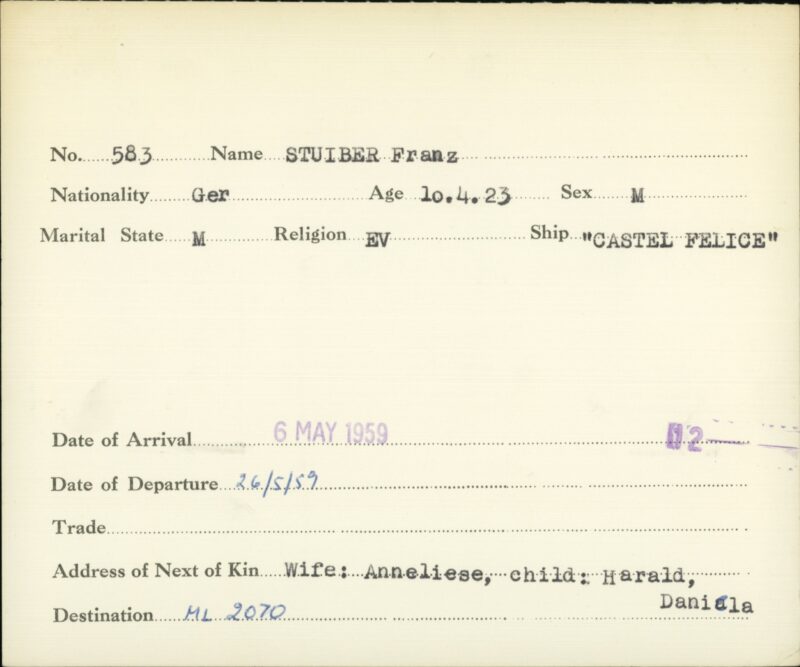 No. 583 Name STUIBER Franz
Nationality Ger Age 10.4.23 Sex M
Marital State M Religion EV Ship "CASTEL FELICE"
Date of Arrival 6 MAY 1959 12
Date of Departure 26/5/59
Trade
Address of Next of Kin Wife: Anneliese, child: Harald,
Daniela
Destination ML 2070